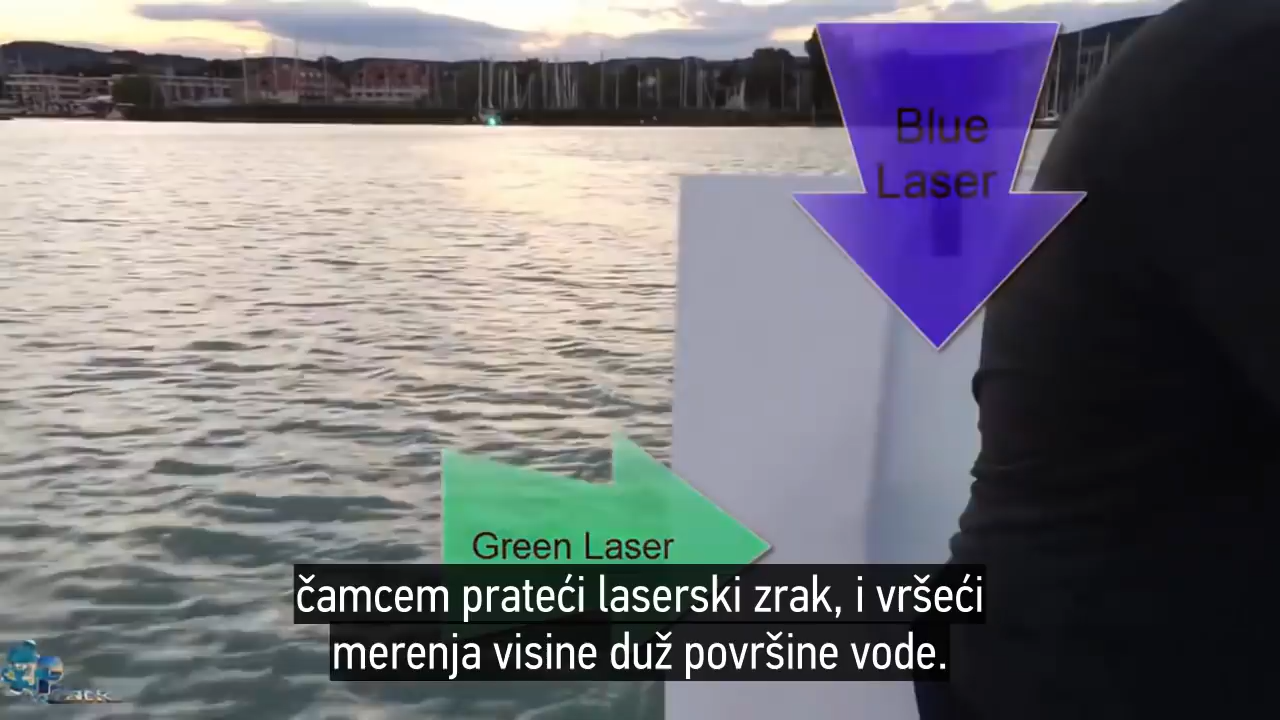 Blue
Laser
Green Laser
čamcem prateći laserski zrak, i vršeći
merenja visine duž površine vode.